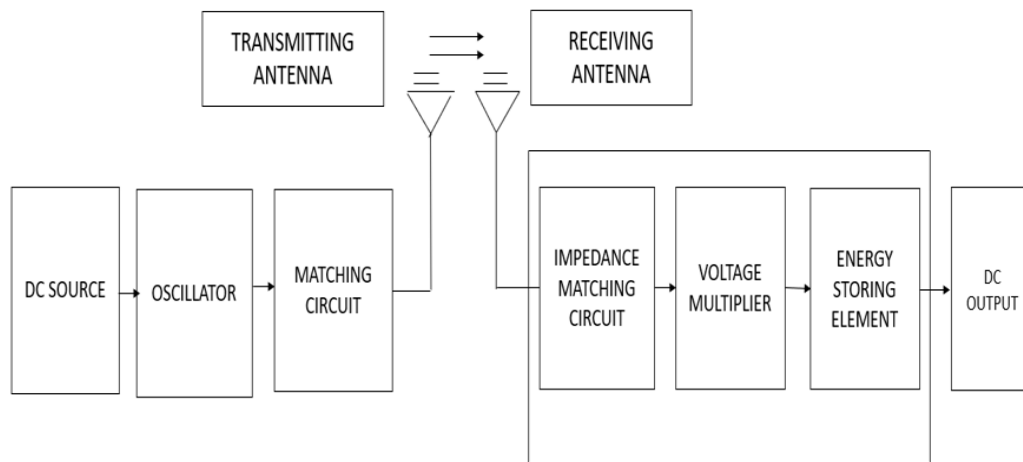 TRANSMITTING
ANTENNA
RECEIVING
ANTENNA
DC SOURCE
OSCILLATOR
MATCHING
CIRCUIT
IMPEDANCE
MATCHING
CIRCUIT
VOLTAGE
MULTIPLIER
ENERGY
STORING
ELEMENT
DC
OUTPUT